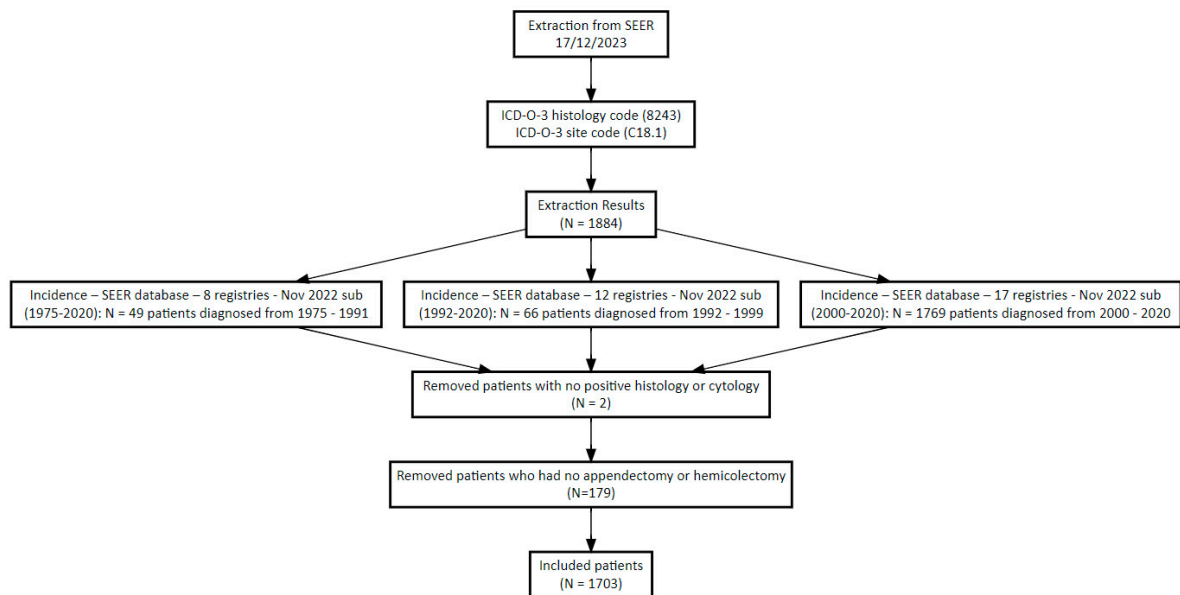 Extraction from SEER
17/12/2023
ICD-O-3 histology code (8243)
ICD-O-3 site code (C18.1)
Extraction Results
(N = 1884)
Incidence – SEER database – 8 registries - Nov 2022 sub
(1975-2020): N = 49 patients diagnosed from 1975 - 1991
Incidence – SEER database – 12 registries - Nov 2022 sub
(1992-2020): N = 66 patients diagnosed from 1992 - 1999
Incidence – SEER database – 17 registries - Nov 2022 sub
(2000-2020): N = 1769 patients diagnosed from 2000 - 2020
Removed patients with no positive histology or cytology
(N = 2)
Removed patients who had no appendectomy or hemicolectomy
(N=179)
Included patients
(N = 1703)